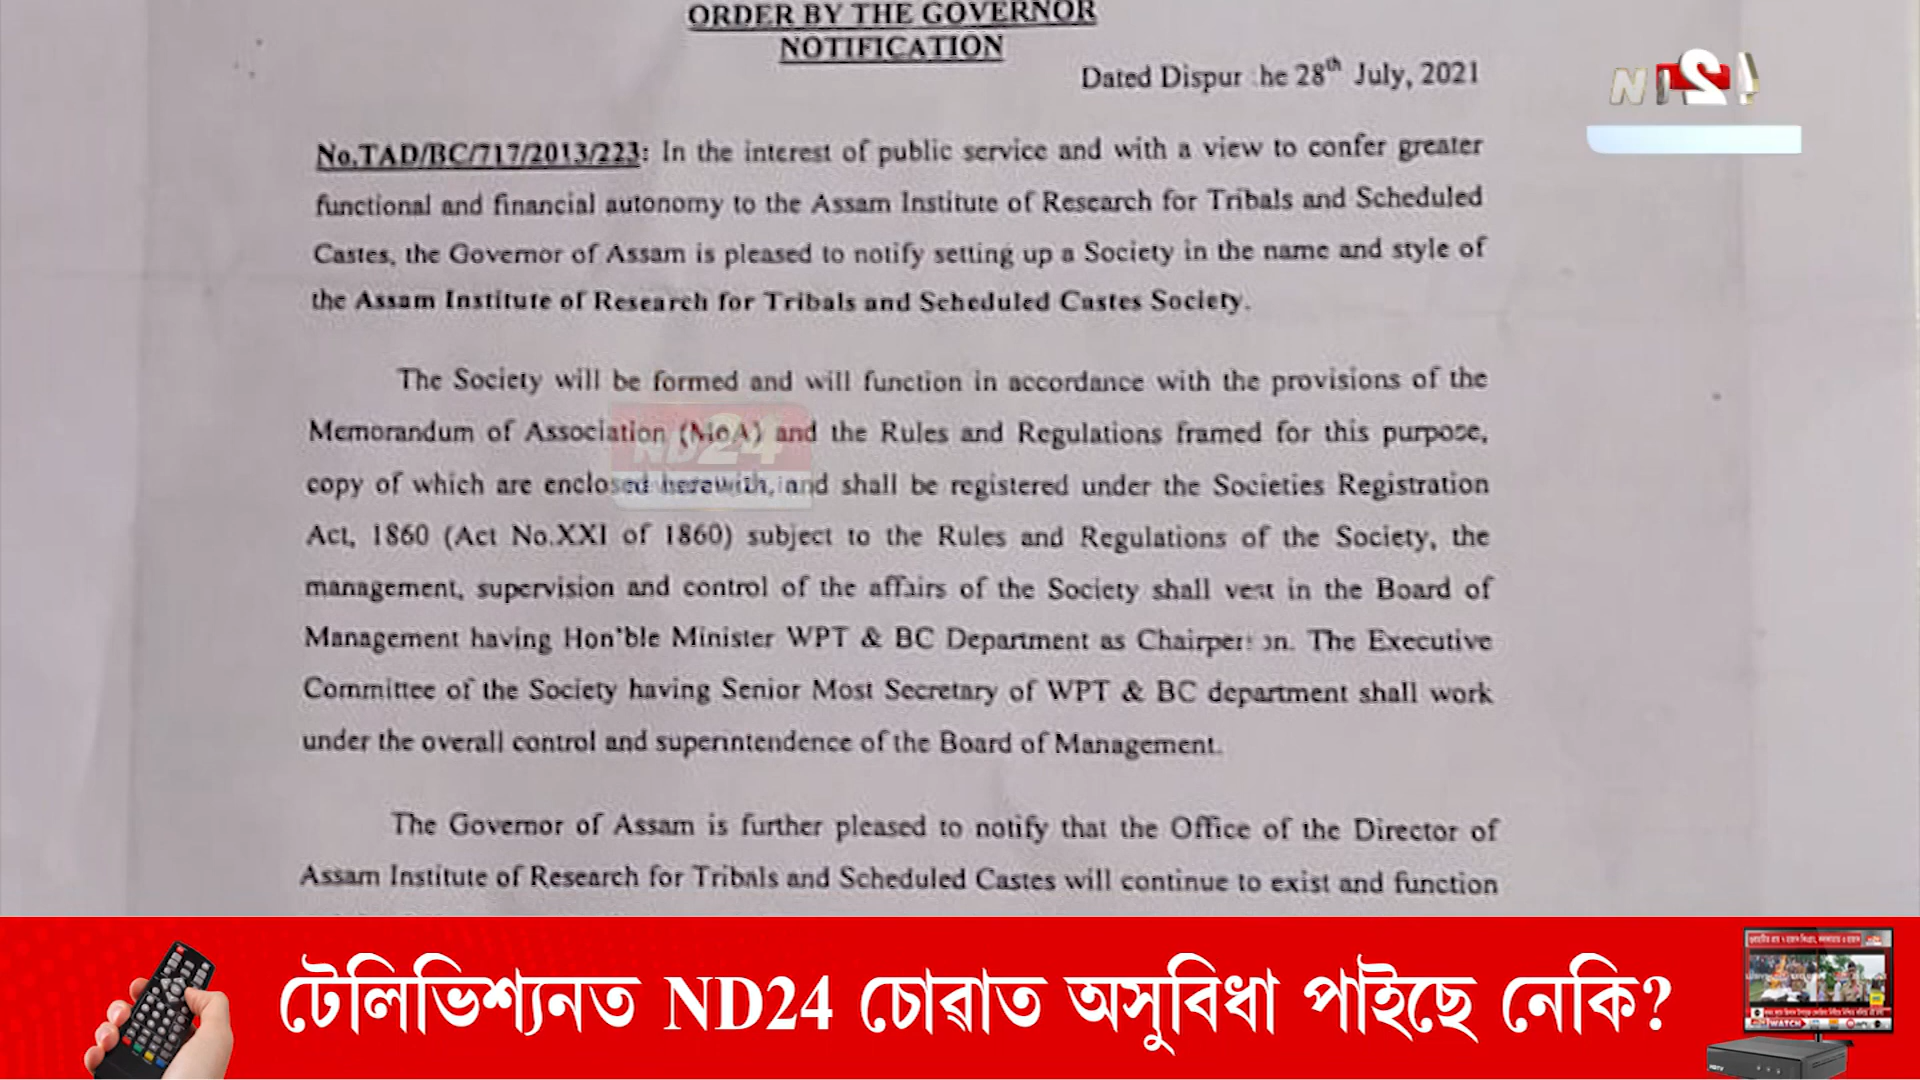 ORDER BY THE GOVERNOR
NOTIFICATION
Dated Dispur he 28th July, 2021
No.TAD/BC/717/2013/223: In the interest of public service and with a view to confer greater
functional and financial autonomy to the Assam Institute of Research for Tribals and Scheduled
Castes, the Governor of Assam is pleased to notify setting up a Society in the name and style of
the Assam Institute of Research for Tribals and Scheduled Castes Society.
The Society will be formed and will function in accordance with the provisions of the
Memorandum of Association (MoA) and the Rules and Regulations framed for this purpose,
copy of which are enclosed herewith, and shall be registered under the Societies Registration
Act, 1860 (Act No.XXI of 1860) subject to the Rules and Regulations of the Society, the
management, supervision and control of the affairs of the Society shall vest in the Board of
Management having Hon'ble Minister WPT & BC Department as Chairperson. The Executive
Committee of the Society having Senior Most Secretary of WPT & BC department shall work
under the overall control and superintendence of the Board of Management.
The Governor of Assam is further pleased to notify that the Office of the Director of
Assam Institute of Research for Tribals and Scheduled Castes will continue to exist and function
ND24
টেলিভিশ্যনত ND24 চোৱাত অসুবিধা পাইছে নেকি?
WATCH